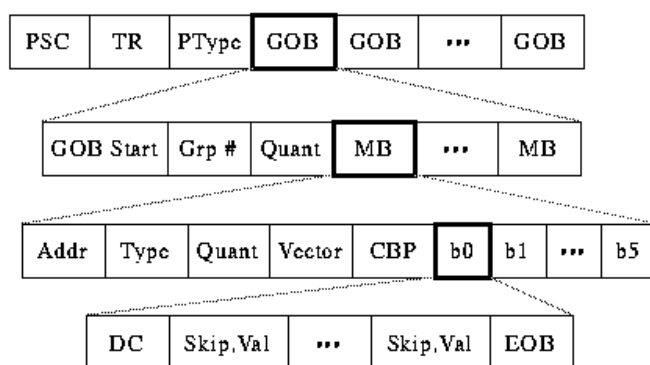 PSC TR PType GOB GOB ... GOB
GOB Start Grp # Quant MB ... MB
Addr Type Quant Vector CBP b0 b1 ... b5
DC Skip,Val ... Skip,Val EOB